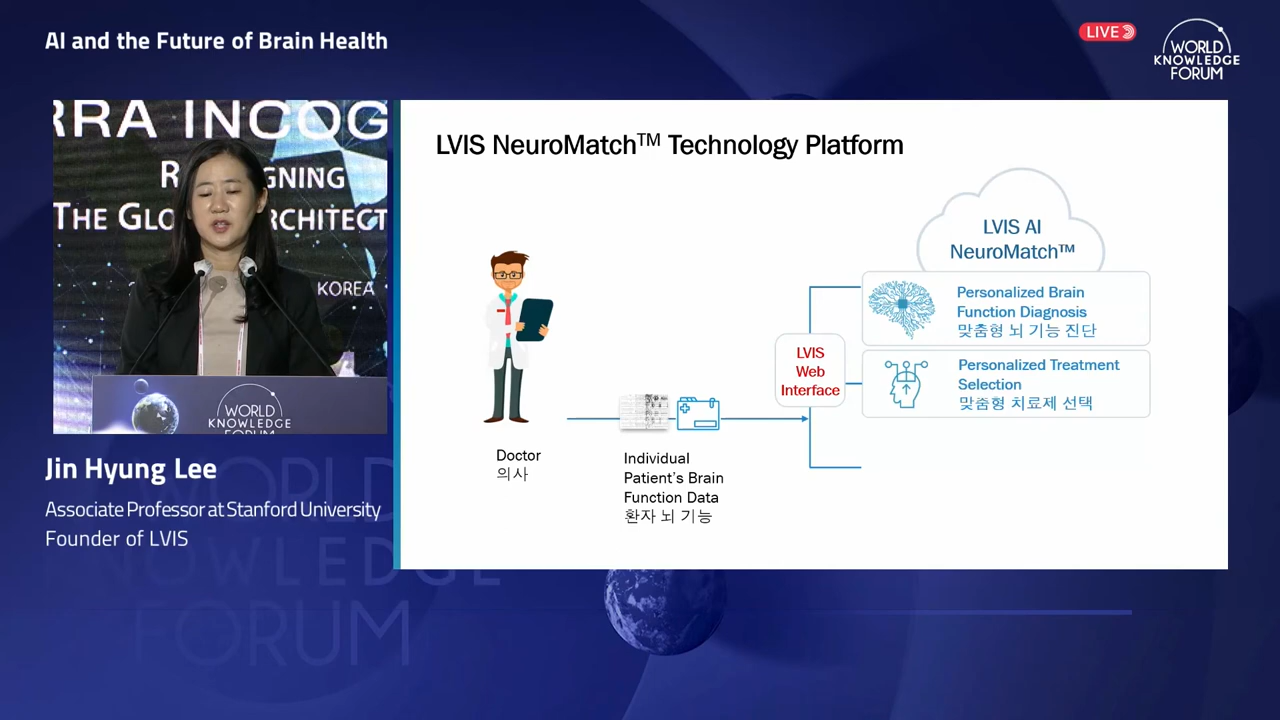 AI and the Future of Brain Health
LIVE
WORLD
KNOWLEDGE
FORUM
RRA INCOG
THE GLO
RCHITECT
KOREA
WORLD
KNOWLEDGE
FORUM
Jin Hyung Lee
Associate Professor at Stanford University
Founder of LVIS
LVIS NeuroMatch™ Technology Platform
LVIS AI
NeuroMatch™
Personalized Brain
Function Diagnosis
맞춤형 뇌 기능 진단
Personalized Treatment
Selection
맞춤형 치료제 선택
LVIS
Web
Interface
Doctor
의사
Individual
Patient's Brain
Function Data
환자 뇌 기능
WORLD
KNOWLEDGE
FORUM